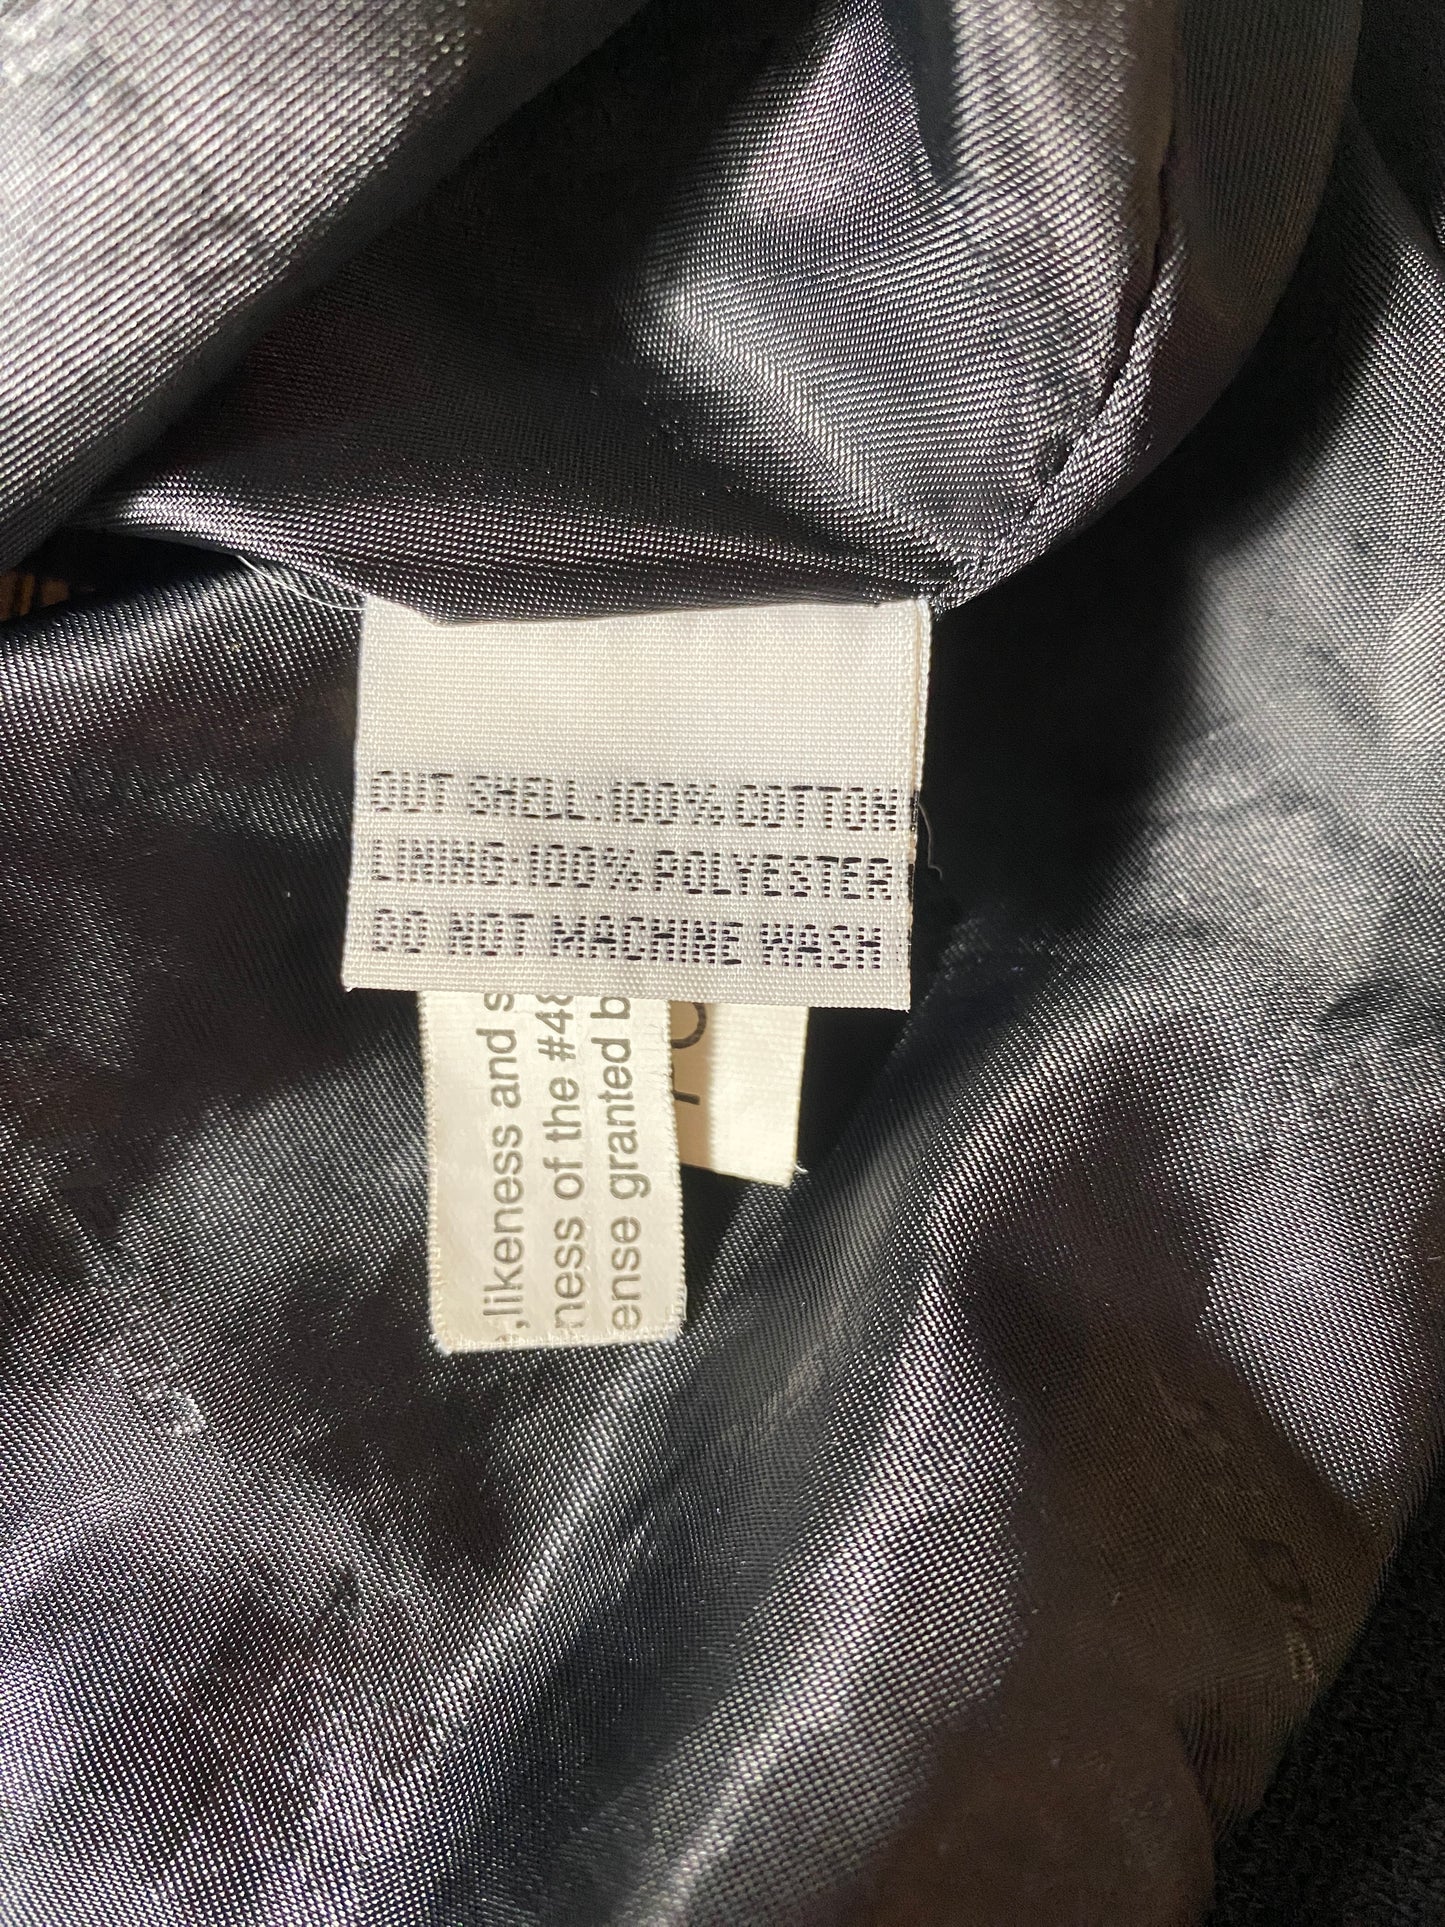 OUT SHELL:100% COTTON
LINING:100% POLYESTER
DO NOT MACHINE WASH
,likeness and s
ness of the #48
ense granted b